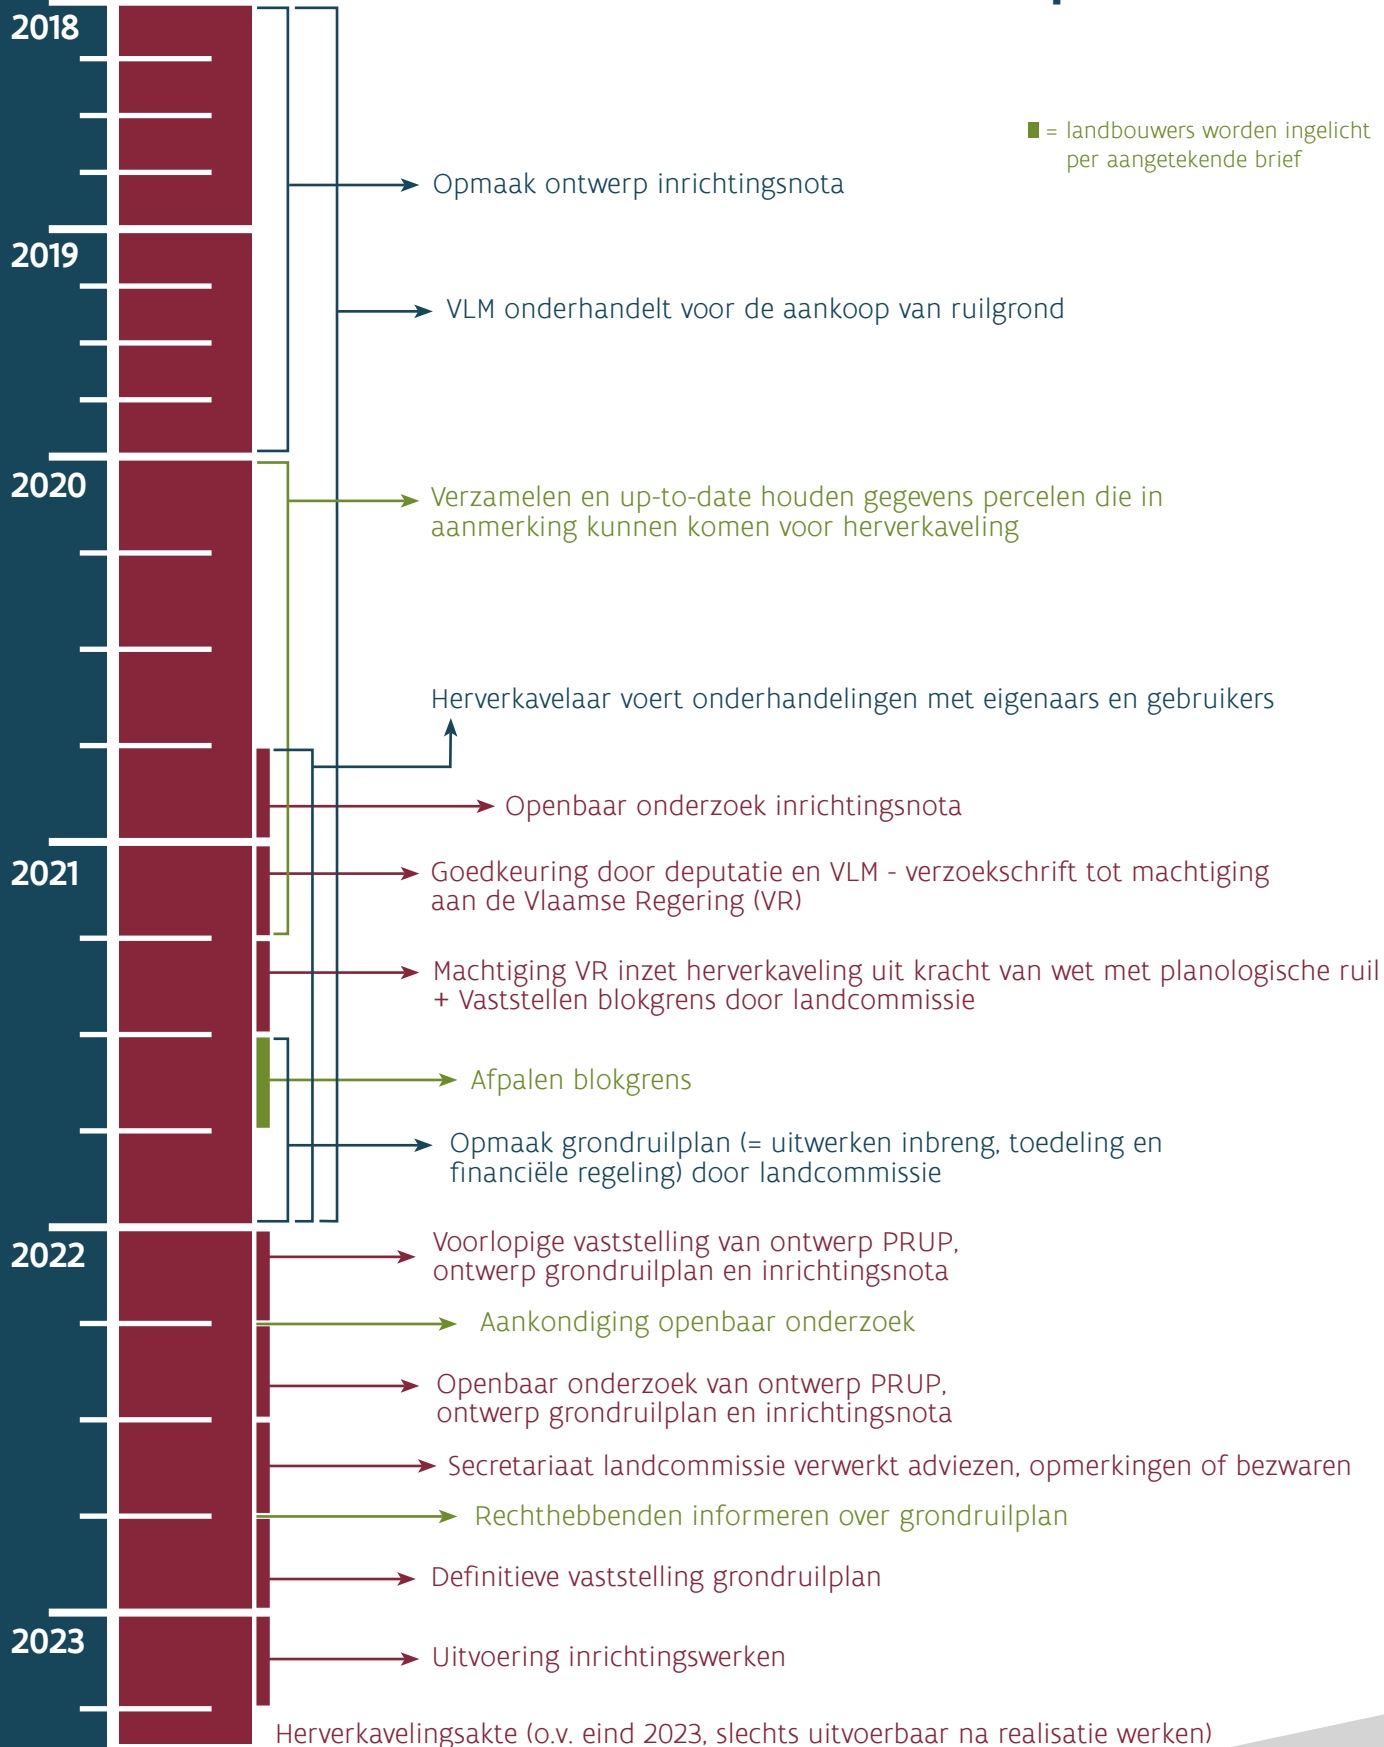 2018
= landbouwers worden ingelicht
per aangetekende brief
Opmaak ontwerp inrichtingsnota
2019
VLM onderhandelt voor de aankoop van ruilgrond
2020
Verzamelen en up-to-date houden gegevens percelen die in
aanmerking kunnen komen voor herverkaveling
Herverkavelaar voert onderhandelingen met eigenaars en gebruikers
Openbaar onderzoek inrichtingsnota
2021
Goedkeuring door deputatie en VLM - verzoekschrift tot machtiging
aan de Vlaamse Regering (VR)
Machtiging VR inzet herverkaveling uit kracht van wet met planologische ruil
+ Vaststellen blokgrens door landcommissie
Afpalen blokgrens
Opmaak grondruilplan (= uitwerken inbreng, toedeling en
financiële regeling) door landcommissie
2022
Voorlopige vaststelling van ontwerp PRUP,
ontwerp grondruilplan en inrichtingsnota
Aankondiging openbaar onderzoek
Openbaar onderzoek van ontwerp PRUP,
ontwerp grondruilplan en inrichtingsnota
Secretariaat landcommissie verwerkt adviezen, opmerkingen of bezwaren
Rechthebbenden informeren over grondruilplan
Definitieve vaststelling grondruilplan
2023
Uitvoering inrichtingswerken
Herverkavelingsakte (o.v. eind 2023, slechts uitvoerbaar na realisatie werken)